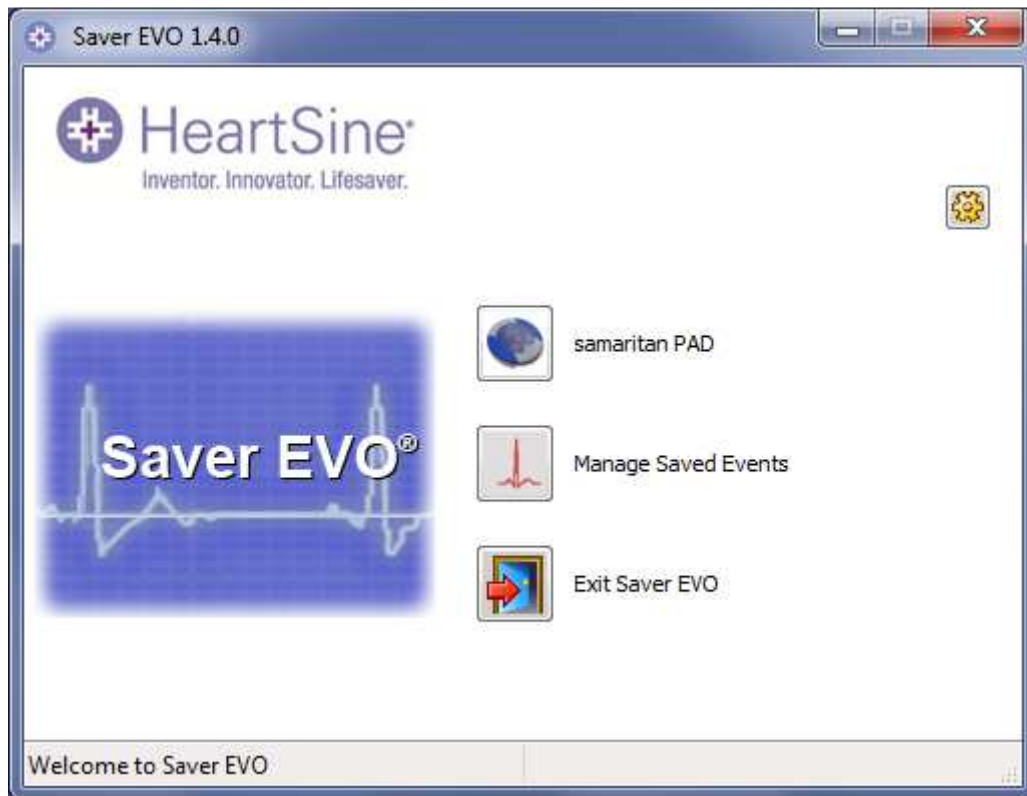 Saver EVO 1.4.0
HeartSine®
Inventor. Innovator. Lifesaver.
samaritan PAD
Saver EVO®
Manage Saved Events
Exit Saver EVO
Welcome to Saver EVO